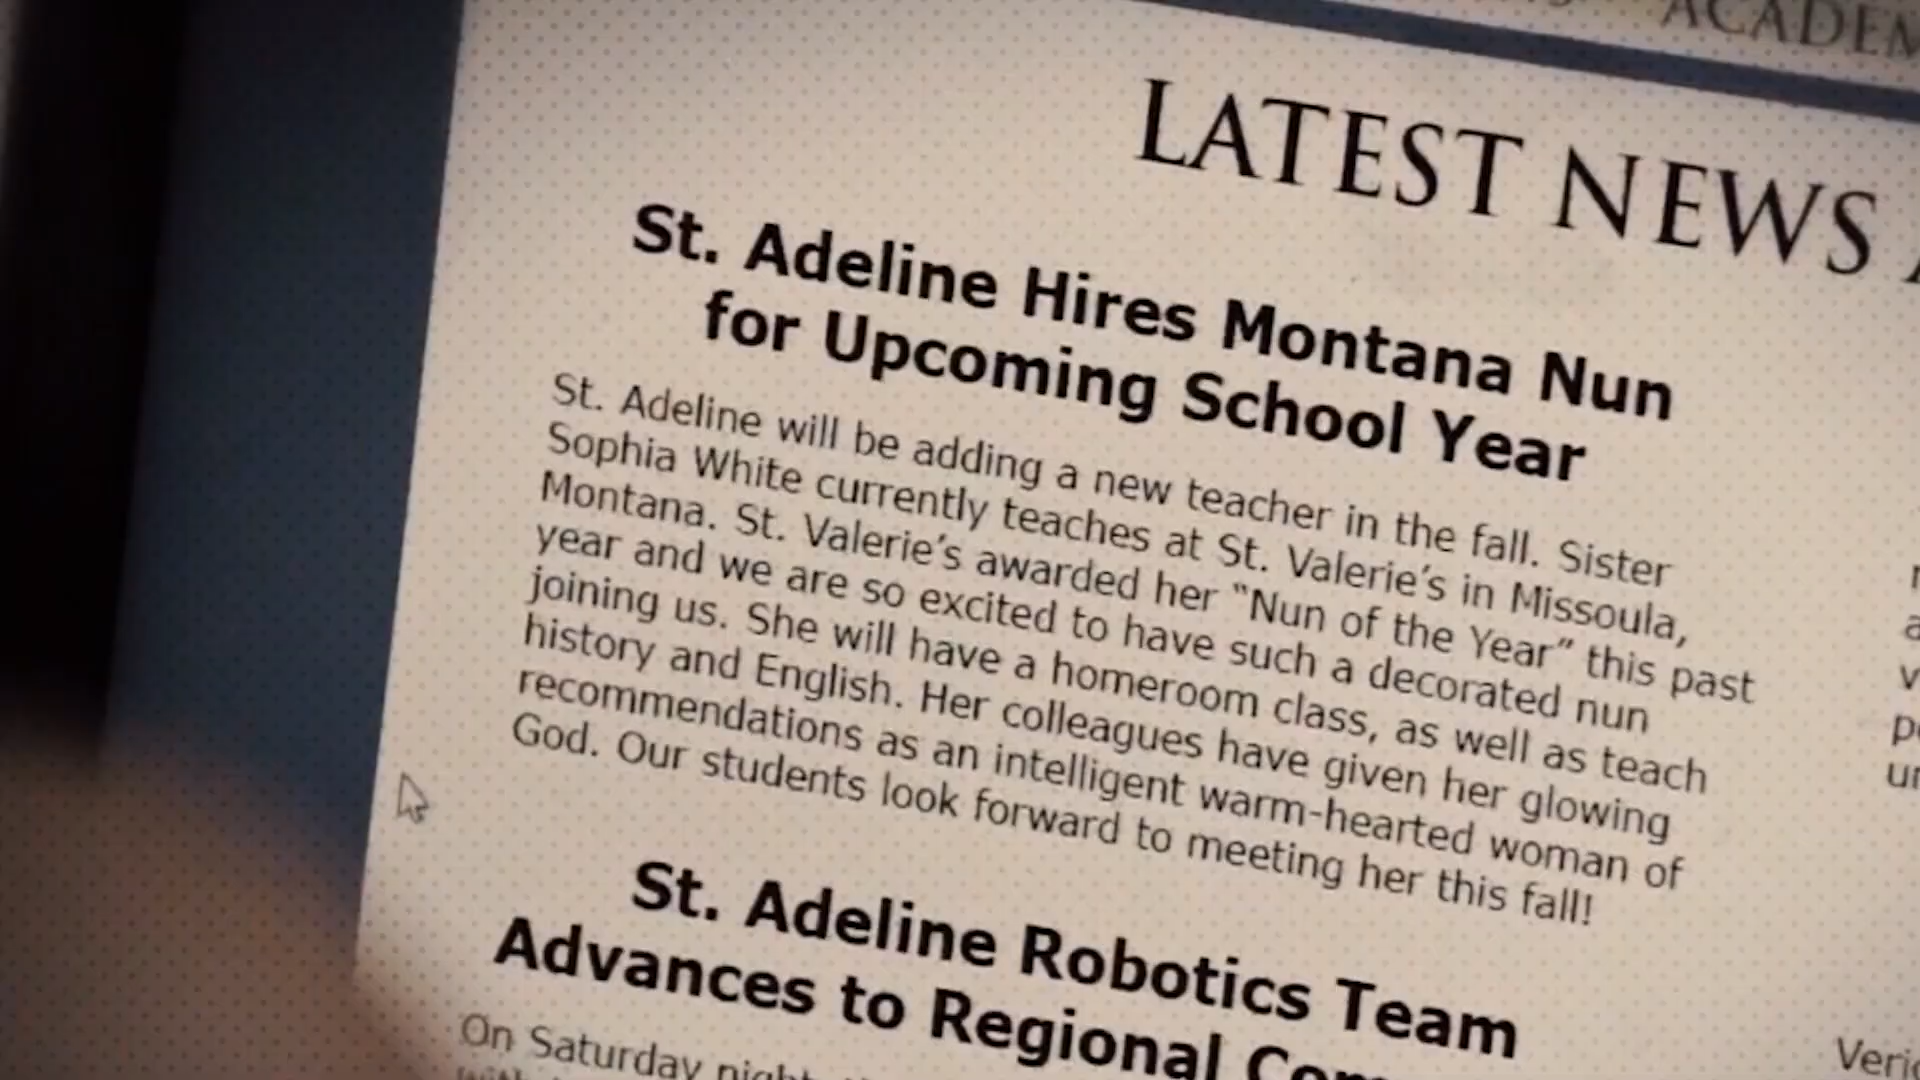 ACADEM
LATEST NEWS
St. Adeline Hires Montana Nun
for Upcoming School Year
St. Adeline will be adding a new teacher in the fall. Sister
Sophia White currently teaches at St. Valerie's in Missoula,
Montana. St. Valerie's awarded her "Nun of the Year" this past
year and we are so excited to have such a decorated nun
joining us. She will have a homeroom class, as well as teach
history and English. Her colleagues have given her glowing
recommendations as an intelligent warm-hearted woman of
God. Our students look forward to meeting her this fall!
St. Adeline Robotics Team
Advances to Regional Com
On Saturday night